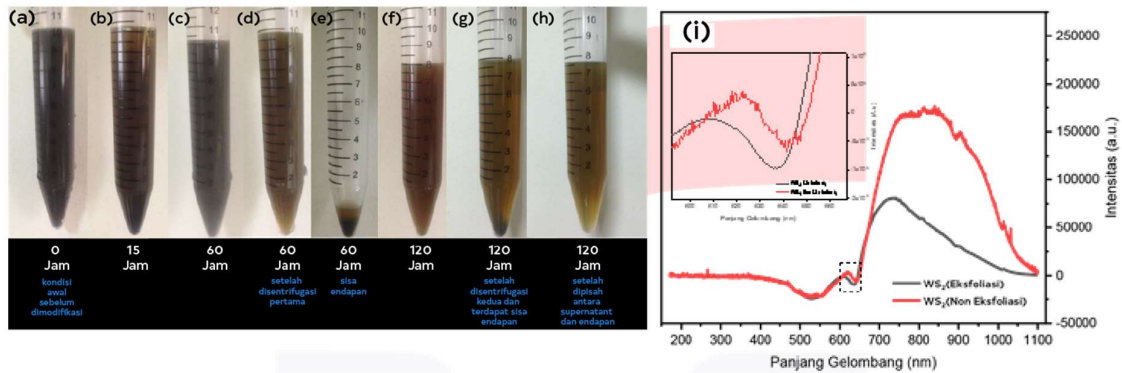 (a)
(b)
(c)
(d)
(e)
(f)
(g)
(h)
0
Jam
kondisi
awal
sebelum
dimodifikasi
15
Jam
60
Jam
60
Jam
setelah
disentrifugasi
pertama
60
Jam
sisa
endapan
120
Jam
120
Jam
setelah
disentrifugasi
kedua dan
terdapat sisa
endapan
120
Jam
setelah
dipisah
antara
supernatant
dan endapan
(i)
250000
200000
150000
100000
50000
0
-50000
Intensitas (a.u.)
200 300 400 500 600 700 800 900 1000 1100
Panjang Gelombang (nm)
WS2(Eksfoliasi)
WS2(Non Eksfoliasi)
Panjang Gelombang (nm)
Intensitas (A.u.)